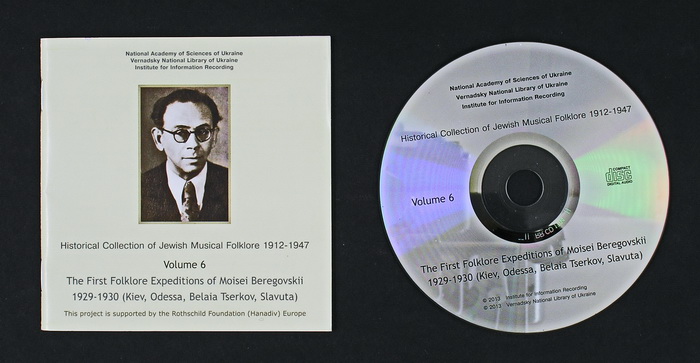 National Academy of Sciences of Ukraine
Vernadsky National Library of Ukraine
Institute for Information Recording
Historical Collection of Jewish Musical Folklore 1912-1947
Volume 6
The First Folklore Expeditions of Moisei Beregovskii
1929-1930 (Kiev, Odessa, Belaia Tserkov, Slavuta)
This project is supported by the Rothschild Foundation (Hanadiv) Europe
National Academy of Sciences of Ukraine
Vernadsky National Library of Ukraine
Institute for Information Recording
Historical Collection of Jewish Musical Folklore 1912-1947
COMPACT
disc
DIGITAL AUDIO
Volume 6
The First Folklore Expeditions of Moisei Beregovskii
1929-1930 (Kiev, Odessa, Belaia Tserkov, Slavuta)
© 2013 Institute for Information Recording
© 2013 Vernadsky National Library of Ukraine